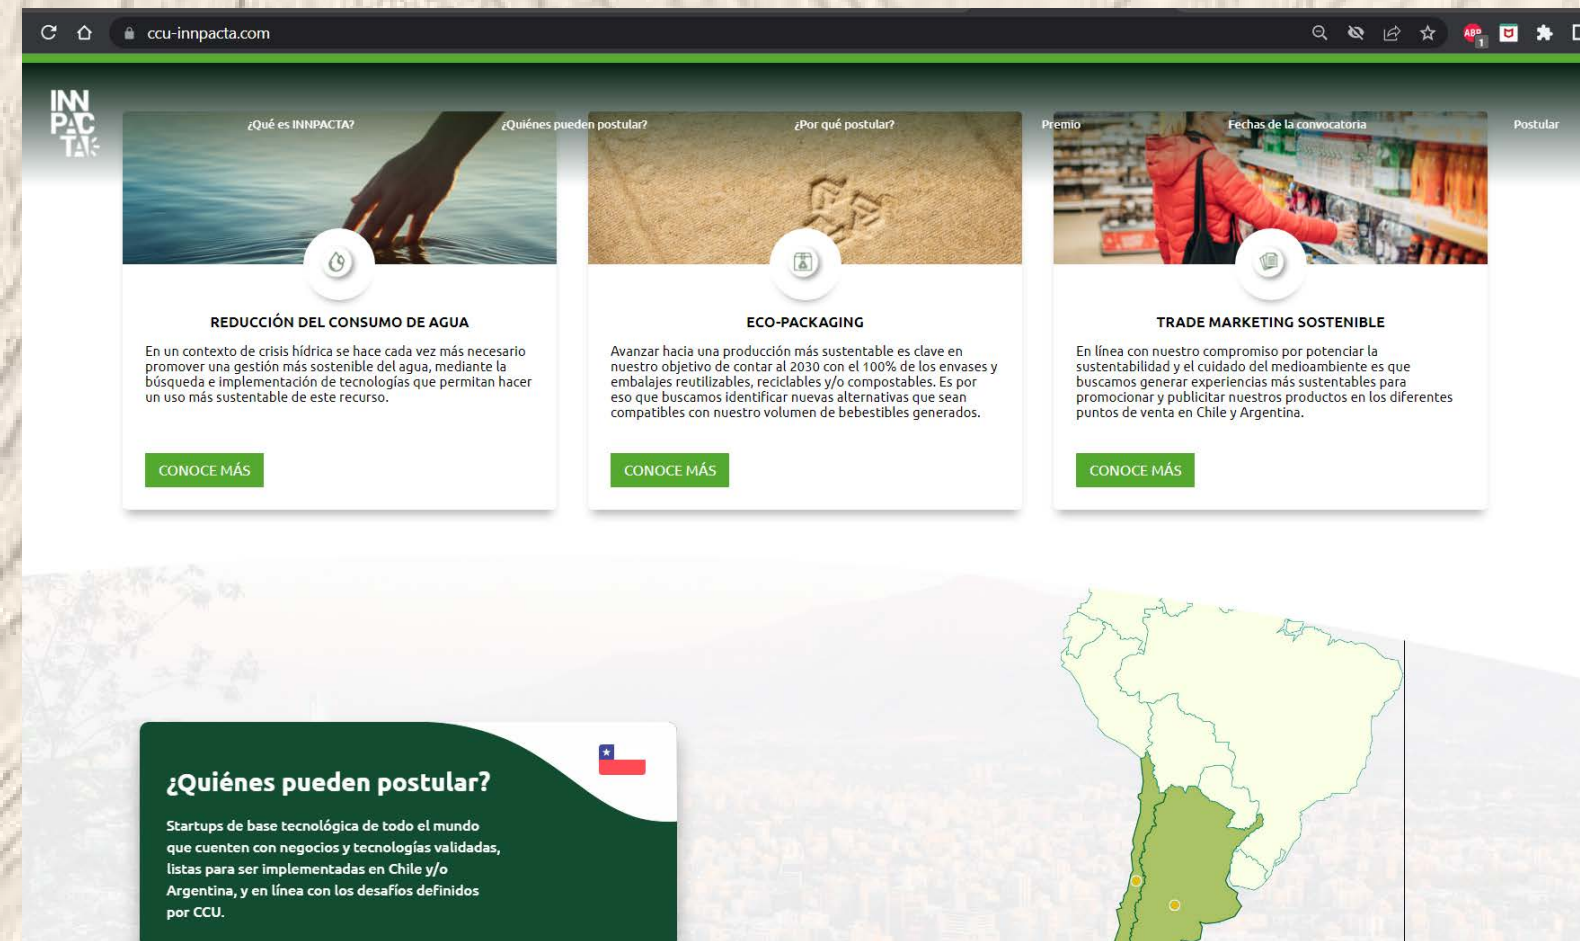 ccu-innpacta.com
ABP
1
INN
PAC
TA
¿Qué es INNPACTA?
¿Quiénes pueden postular?
¿Por qué postular?
Premio
Fechas de la convocatoria
Postular
REDUCCIÓN DEL CONSUMO DE AGUA
En un contexto de crisis hídrica se hace cada vez más necesario
promover una gestión más sostenible del agua, mediante la
búsqueda e implementación de tecnologías que permitan hacer
un uso más sustentable de este recurso.
CONOCE MÁS
ECO-PACKAGING
Avanzar hacia una producción más sustentable es clave en
nuestro objetivo de contar al 2030 con el 100% de los envases y
embalajes reutilizables, reciclables y/o compostables. Es por
eso que buscamos identificar nuevas alternativas que sean
compatibles con nuestro volumen de bebestibles generados.
CONOCE MÁS
TRADE MARKETING SOSTENIBLE
En línea con nuestro compromiso por potenciar la
sustentabilidad y el cuidado del medioambiente es que
buscamos generar experiencias más sustentables para
promocionar y publicitar nuestros productos en los diferentes
puntos de venta en Chile y Argentina.
CONOCE MÁS
¿Quiénes pueden postular?
Startups de base tecnológica de todo el mundo
que cuenten con negocios y tecnologías validadas,
listas para ser implementadas en Chile y/o
Argentina, y en línea con los desafíos definidos
por CCU.